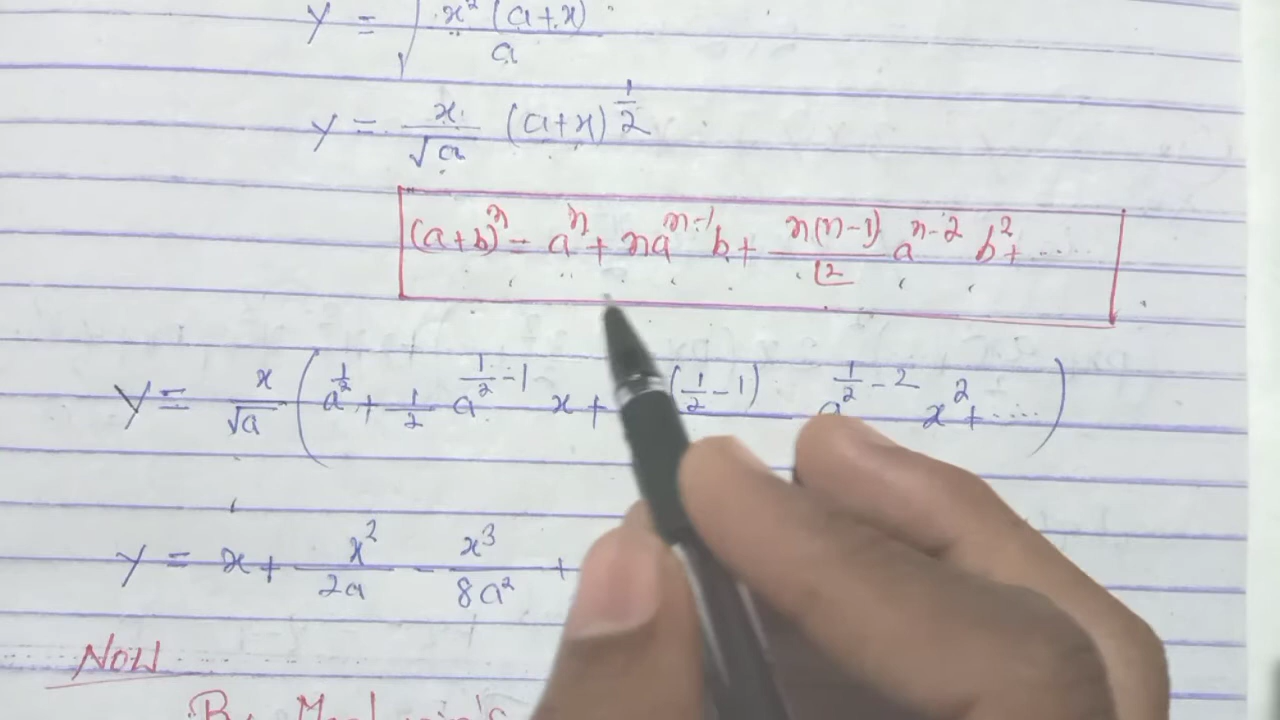 y = √(x² (a+x) / a)
y = x/√a (a+x)^(1/2)
(a+b)^n = a^n + na^(n-1) b + n(n-1)/⌊2 a^(n-2) b² + .....
y = x/√a (a^(1/2) + 1/2 a^(1/2 - 1) x + (1/2 - 1) a^(1/2 - 2) x² + .....)
y = x + x²/2a - x³/8a² +
NOW
By